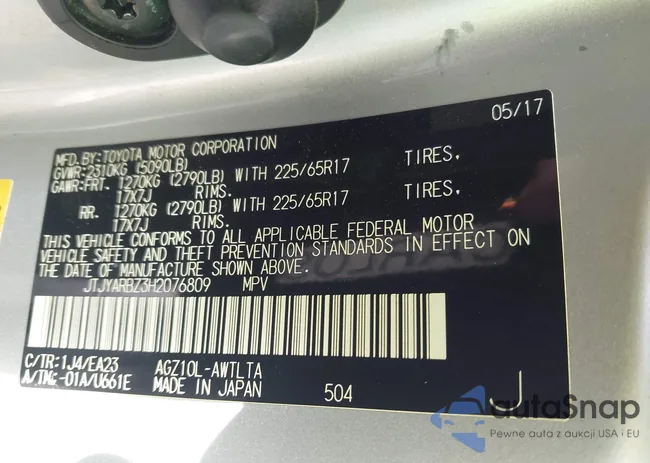 05/17
MFD.BY:TOYOTA MOTOR CORPORATION
GVWR:2310KG (5090LB)
GAWR:FRT. 1270KG (2790LB) WITH 225/65R17 TIRES,
17X7J RIMS.
RR. 1270KG (2790LB) WITH 225/65R17 TIRES,
17X7J RIMS.
THIS VEHICLE CONFORMS TO ALL APPLICABLE FEDERAL MOTOR
VEHICLE SAFETY AND THEFT PREVENTION STANDARDS IN EFFECT ON
THE DATE OF MANUFACTURE SHOWN ABOVE.
JTJYARBZ3H2076809 MPV
C/TR:1J4/EA23 AGZ10L-AWTLTA
A/TM:-01A/U661E MADE IN JAPAN 504 J
autoSnap
Pewne auta z aukcji USA i EU